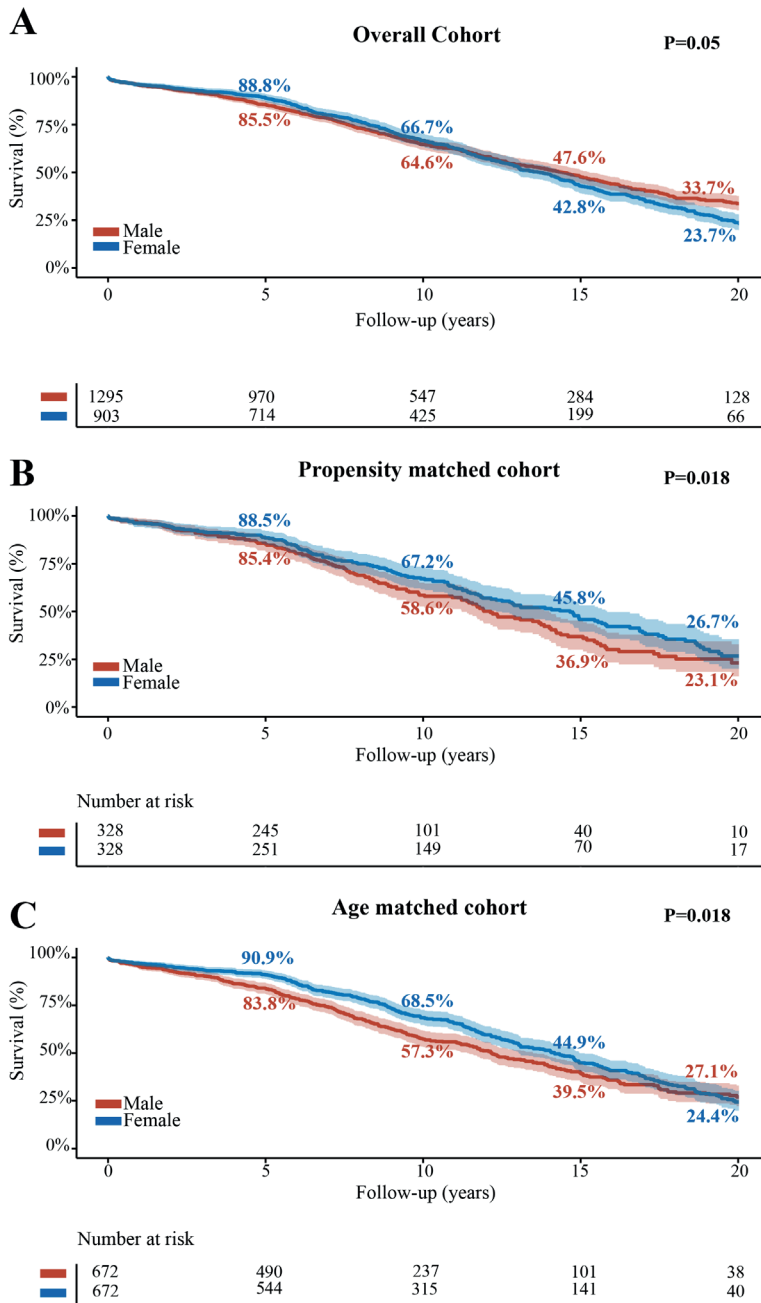 A
Overall Cohort
P=0.05
Survival (%)
100%
75%
50%
25%
0%
88.8%
85.5%
66.7%
64.6%
47.6%
42.8%
33.7%
23.7%
Male
Female
0 5 10 15 20
Follow-up (years)
1295 970 547 284 128
903 714 425 199 66
B
Propensity matched cohort
P=0.018
Survival (%)
100%
75%
50%
25%
0%
88.5%
85.4%
67.2%
58.6%
45.8%
36.9%
26.7%
23.1%
Male
Female
0 5 10 15 20
Follow-up (years)
Number at risk
328 245 101 40 10
328 251 149 70 17
C
Age matched cohort
P=0.018
Survival (%)
100%
75%
50%
25%
0%
90.9%
83.8%
68.5%
57.3%
44.9%
39.5%
27.1%
24.4%
Male
Female
0 5 10 15 20
Follow-up (years)
Number at risk
672 490 237 101 38
672 544 315 141 40